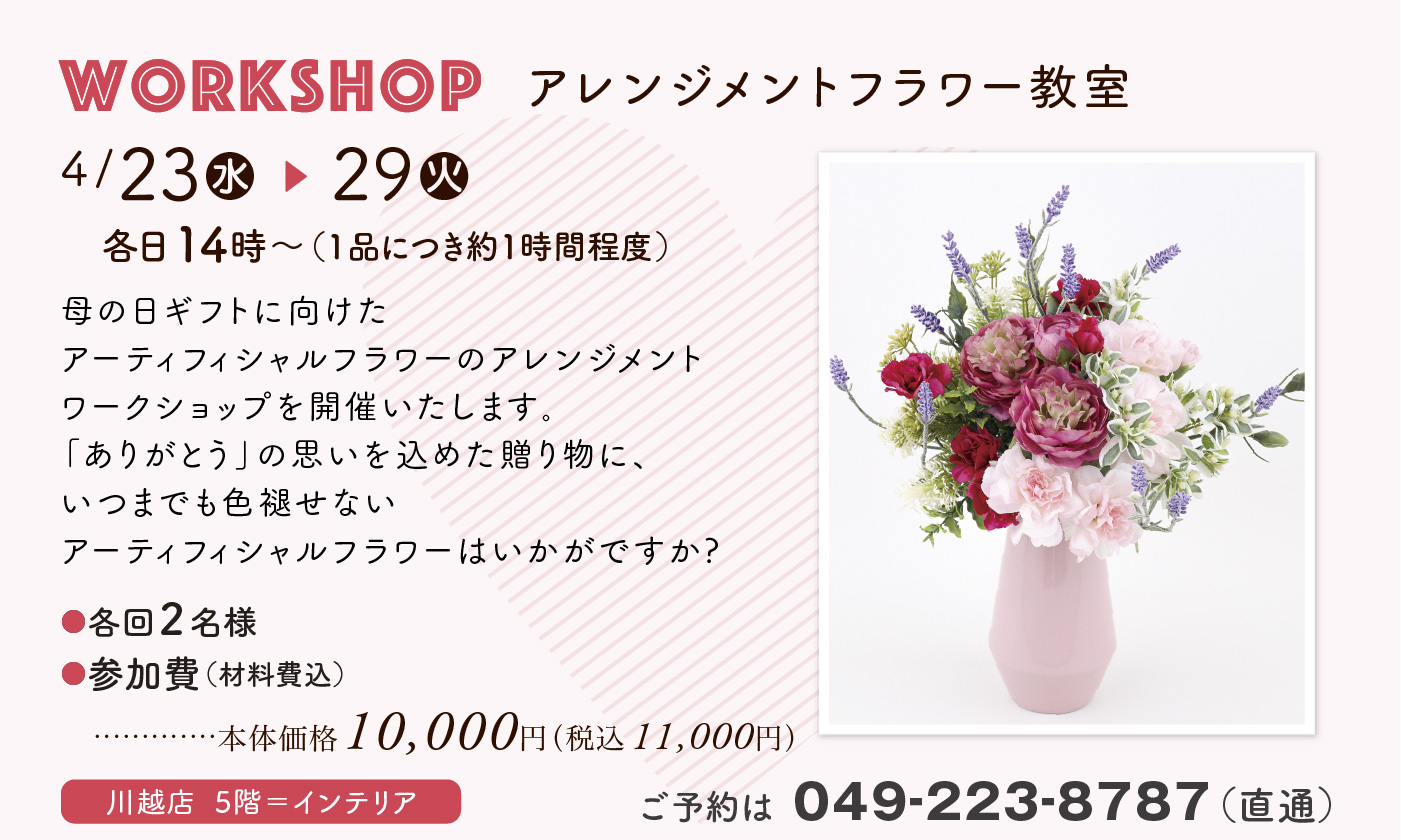 WORKSHOP アレンジメントフラワー教室
4/23水 ▶ 29火
各日14時～（1品につき約1時間程度）
母の日ギフトに向けた
アーティフィシャルフラワーのアレンジメント
ワークショップを開催いたします。
「ありがとう」の思いを込めた贈り物に、
いつまでも色褪せない
アーティフィシャルフラワーはいかがですか?
●各回2名様
●参加費（材料費込）
…………本体価格10,000円（税込11,000円）
川越店 5階＝インテリア
ご予約は 049-223-8787（直通）